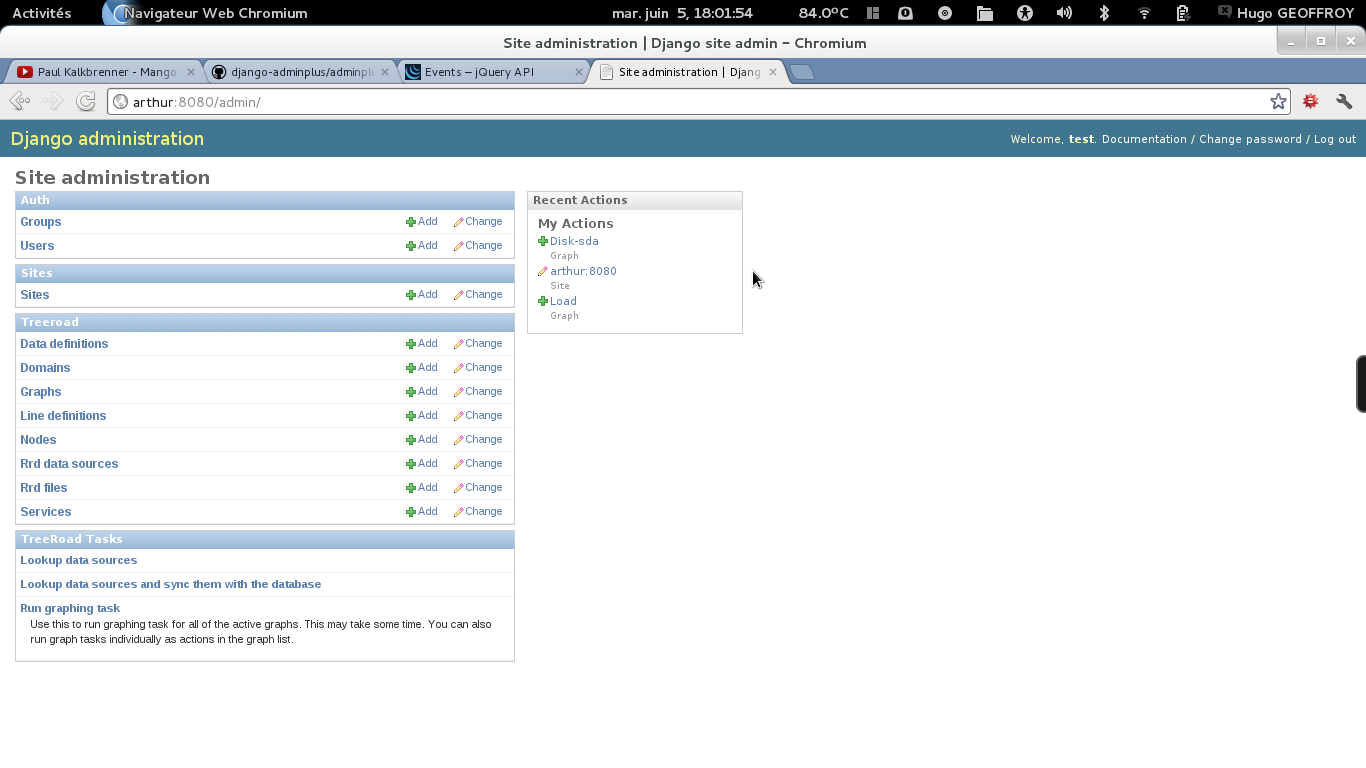 Activités Navigateur Web Chromium mar. juin 5, 18:01:54 84.0°C Hugo GEOFFROY
Site administration | Django site admin – Chromium
Paul Kalkbrenner - Mango django-adminplus/adminpl Events – jQuery API Site administration | Djang
arthur:8080/admin/
Django administration Welcome, test. Documentation / Change password / Log out
Site administration
Auth
Groups Add Change
Users Add Change
Sites
Sites Add Change
Treeroad
Data definitions Add Change
Domains Add Change
Graphs Add Change
Line definitions Add Change
Nodes Add Change
Rrd data sources Add Change
Rrd files Add Change
Services Add Change
TreeRoad Tasks
Lookup data sources
Lookup data sources and sync them with the database
Run graphing task
Use this to run graphing task for all of the active graphs. This may take some time. You can also
run graph tasks individually as actions in the graph list.
Recent Actions
My Actions
Disk-sda
Graph
arthur:8080
Site
Load
Graph